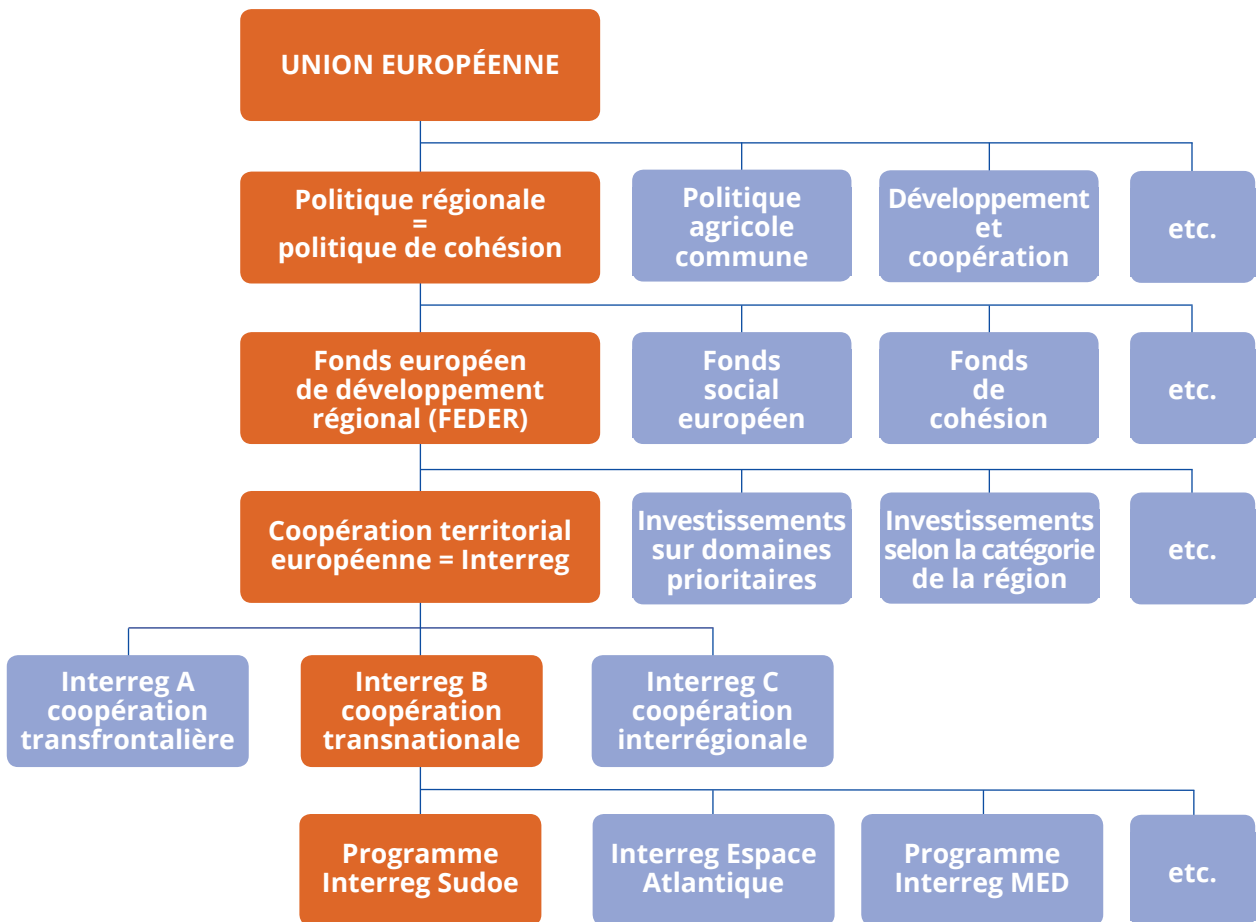 UNION EUROPÉENNE
Politique régionale
=
politique de cohésion
Politique
agricole
commune
Développement
et
coopération
etc.
Fonds européen
de développement
régional (FEDER)
Fonds
social
européen
Fonds
de
cohésion
etc.
Coopération territorial
européenne = Interreg
Investissements
sur domaines
prioritaires
Investissements
selon la catégorie
de la région
etc.
Interreg A
coopération
transfrontalière
Interreg B
coopération
transnationale
Interreg C
coopération
interrégionale
Programme
Interreg Sudoe
Interreg Espace
Atlantique
Programme
Interreg MED
etc.